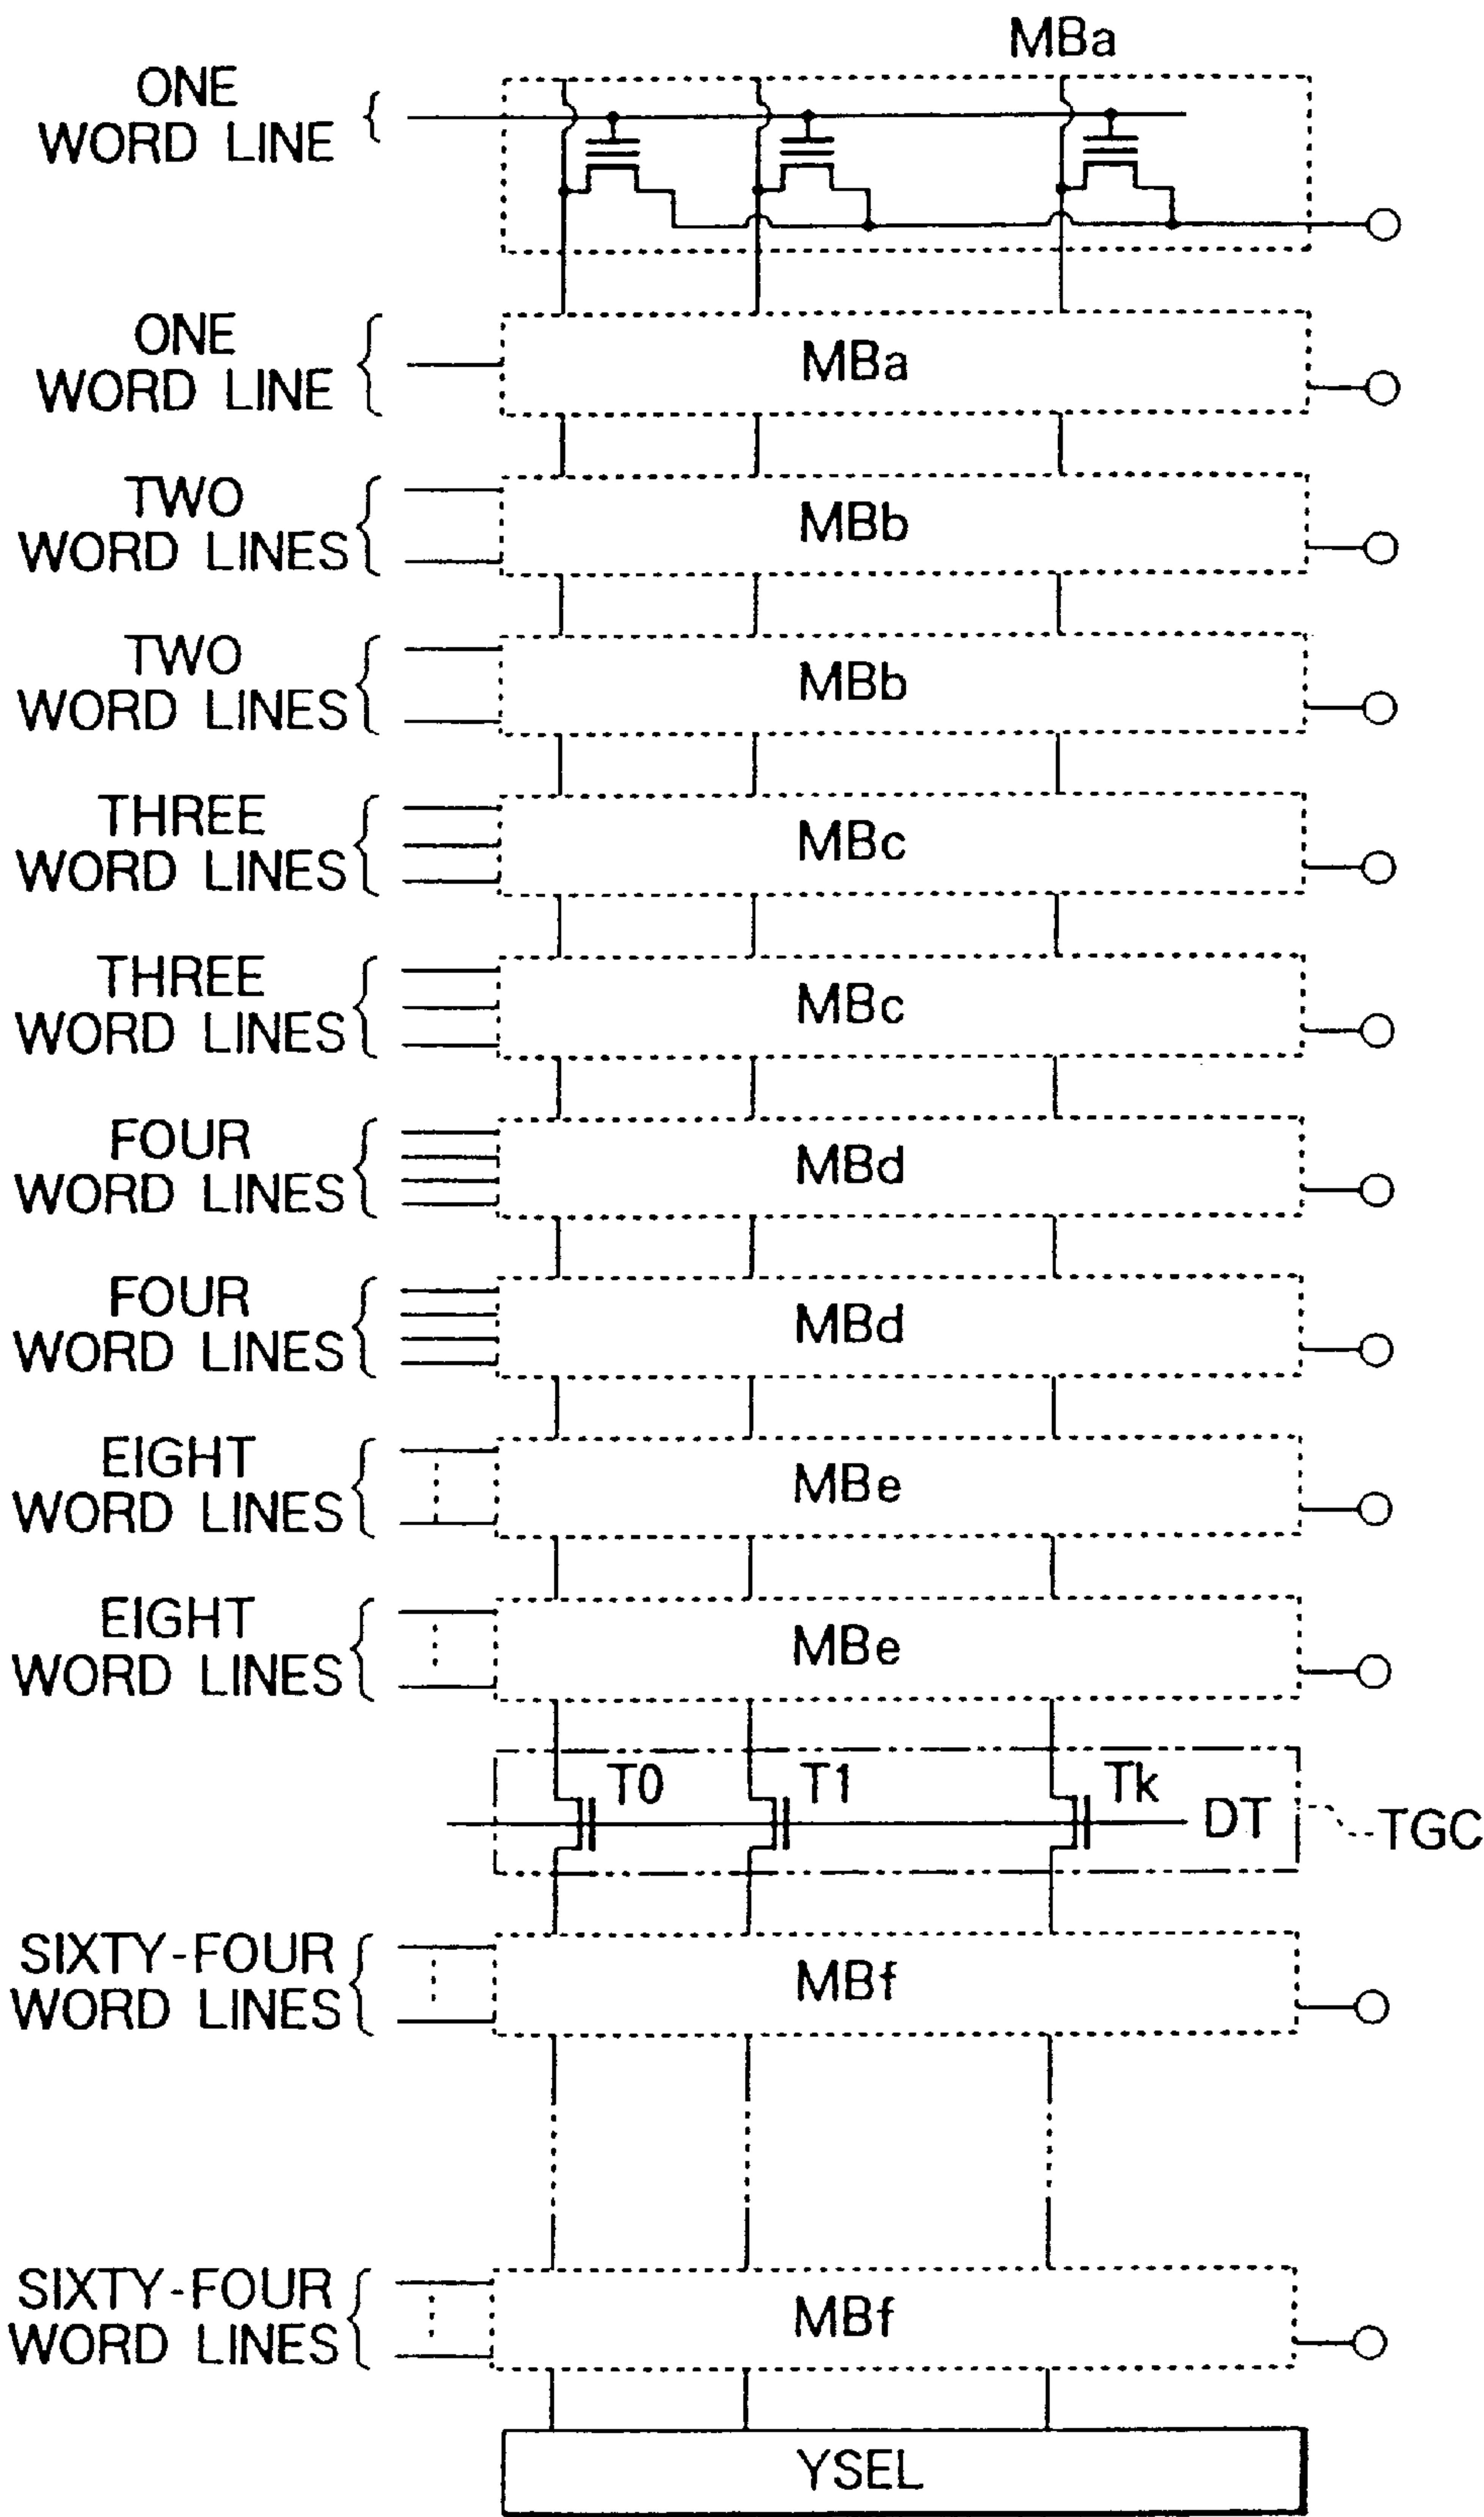 MBa
ONE
WORD LINE
ONE
WORD LINE
MBa
TWO
WORD LINES
MBb
TWO
WORD LINES
MBb
THREE
WORD LINES
MBc
THREE
WORD LINES
MBc
FOUR
WORD LINES
MBd
FOUR
WORD LINES
MBd
EIGHT
WORD LINES
MBe
EIGHT
WORD LINES
MBe
T0 T1 Tk
DT TGC
SIXTY-FOUR
WORD LINES
MBf
SIXTY-FOUR
WORD LINES
MBf
YSEL